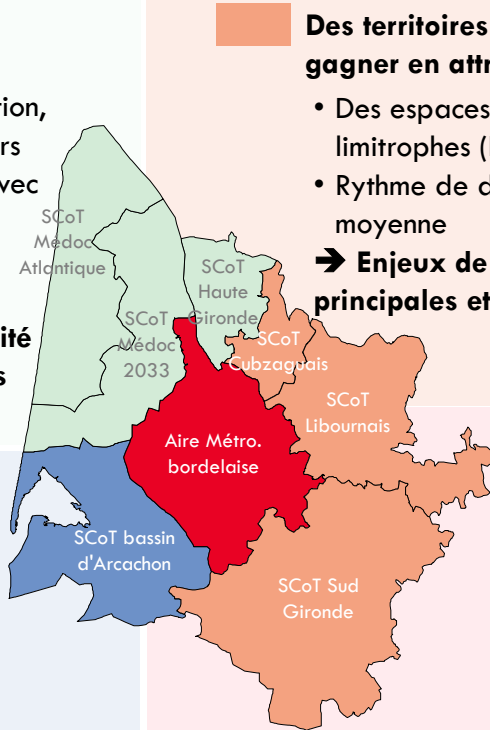 Des territoires
gagner en attr
• Des espaces
limitrophes (
• Rythme de d
moyenne
➔ Enjeux de
principales et
tion,
rs
vec
ité
s
SCoT
Médoc
Atlantique
SCoT
Médoc
2033
SCoT
Haute
Gironde
SCoT
Cubzaguais
SCoT
Libournais
Aire Métro.
bordelaise
SCoT bassin
d'Arcachon
SCoT Sud
Gironde